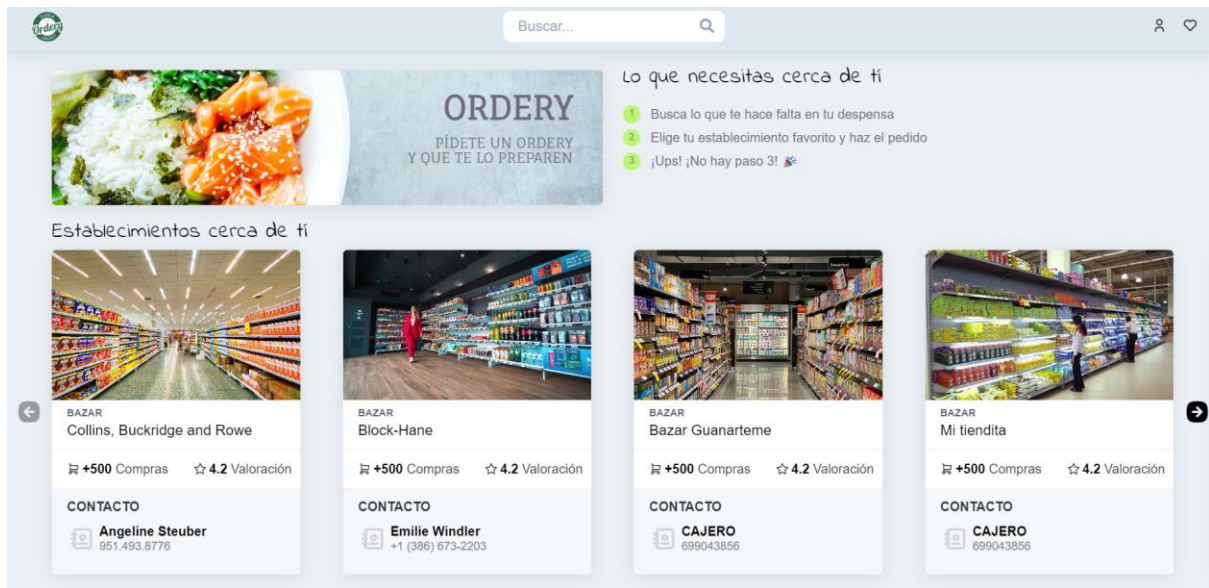 Ordery
Buscar...
ORDERY
PÍDETE UN ORDERY
Y QUE TE LO PREPAREN
Lo que necesitas cerca de tí
1 Busca lo que te hace falta en tu despensa
2 Elige tu establecimiento favorito y haz el pedido
3 ¡Ups! ¡No hay paso 3! 🎉
Establecimientos cerca de tí
BAZAR
Collins, Buckridge and Rowe
+500 Compras 4.2 Valoración
CONTACTO
Angeline Steuber
951.493.8776
BAZAR
Block-Hane
+500 Compras 4.2 Valoración
CONTACTO
Emilie Windler
+1 (386) 673-2203
BAZAR
Bazar Guanarteme
+500 Compras 4.2 Valoración
CONTACTO
CAJERO
699043856
BAZAR
Mi tiendita
+500 Compras 4.2 Valoración
CONTACTO
CAJERO
699043856